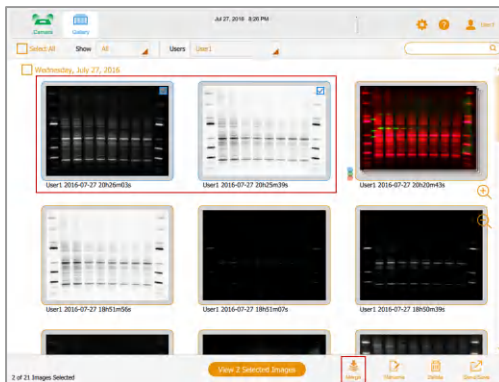 Jul 27, 2016 8:26 PM
Camera
Gallery
User1
Select All
Show All
Users User1
Wednesday, July 27, 2016
User1 2016-07-27 20h26m03s
User1 2016-07-27 20h25m39s
User1 2016-07-27 20h20m43s
User1 2016-07-27 18h51m56s
User1 2016-07-27 18h51m07s
User1 2016-07-27 18h50m39s
2 of 21 Images Selected
View 2 Selected Images
Merge
Rename
Delete